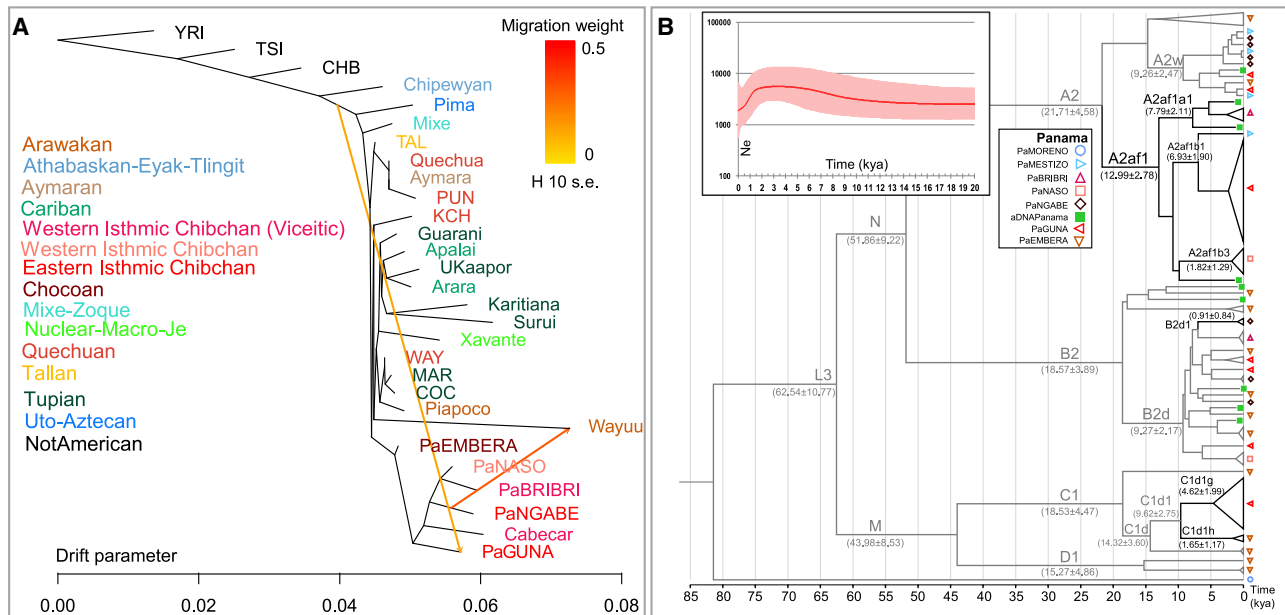 A
YRI
TSI
CHB
Chipewyan
Pima
Mixe
TAL
Quechua
Aymara
PUN
KCH
Guarani
Apalai
UKaapor
Arara
Karitiana
Surui
Xavante
WAY
MAR
COC
Piapoco
Wayuu
PaEMBERA
PaNASO
PaBRIBRI
PaNGABE
Cabecar
PaGUNA
Migration weight
0.5
0
H 10 s.e.
Arawakan
Athabaskan-Eyak-Tlingit
Aymaran
Cariban
Western Isthmic Chibchan (Viceitic)
Western Isthmic Chibchan
Eastern Isthmic Chibchan
Chocoan
Mixe-Zoque
Nuclear-Macro-Je
Quechuan
Tallan
Tupian
Uto-Aztecan
NotAmerican
Drift parameter
0.00 0.02 0.04 0.06 0.08
B
100000
10000
1000
100
Ne
Time (kya)
0 1 2 3 4 5 6 7 8 9 10 11 12 13 14 15 16 17 18 19 20
Panama
PaMORENO
PaMESTIZO
PaBRIBRI
PaNASO
PaNGABE
aDNAPanama
PaGUNA
PaEMBERA
A2
(21.71±4.58)
A2w
(9.26±2.47)
A2af1a1
(7.79±2.11)
A2af1
(12.99±2.78)
A2af1b1
(6.93±1.90)
A2af1b3
(1.82±1.29)
N
(51.86±9.22)
L3
(62.54±10.77)
B2
(18.57±3.89)
B2d1
(0.91±0.84)
B2d
(9.27±2.17)
M
(43.98±8.53)
C1
(18.53±4.47)
C1d1g
(4.62±1.99)
C1d1
(9.62±2.75)
C1d
(14.32±3.60)
C1d1h
(1.65±1.17)
D1
(15.27±4.86)
85 80 75 70 65 60 55 50 45 40 35 30 25 20 15 10 5 0
Time
(kya)